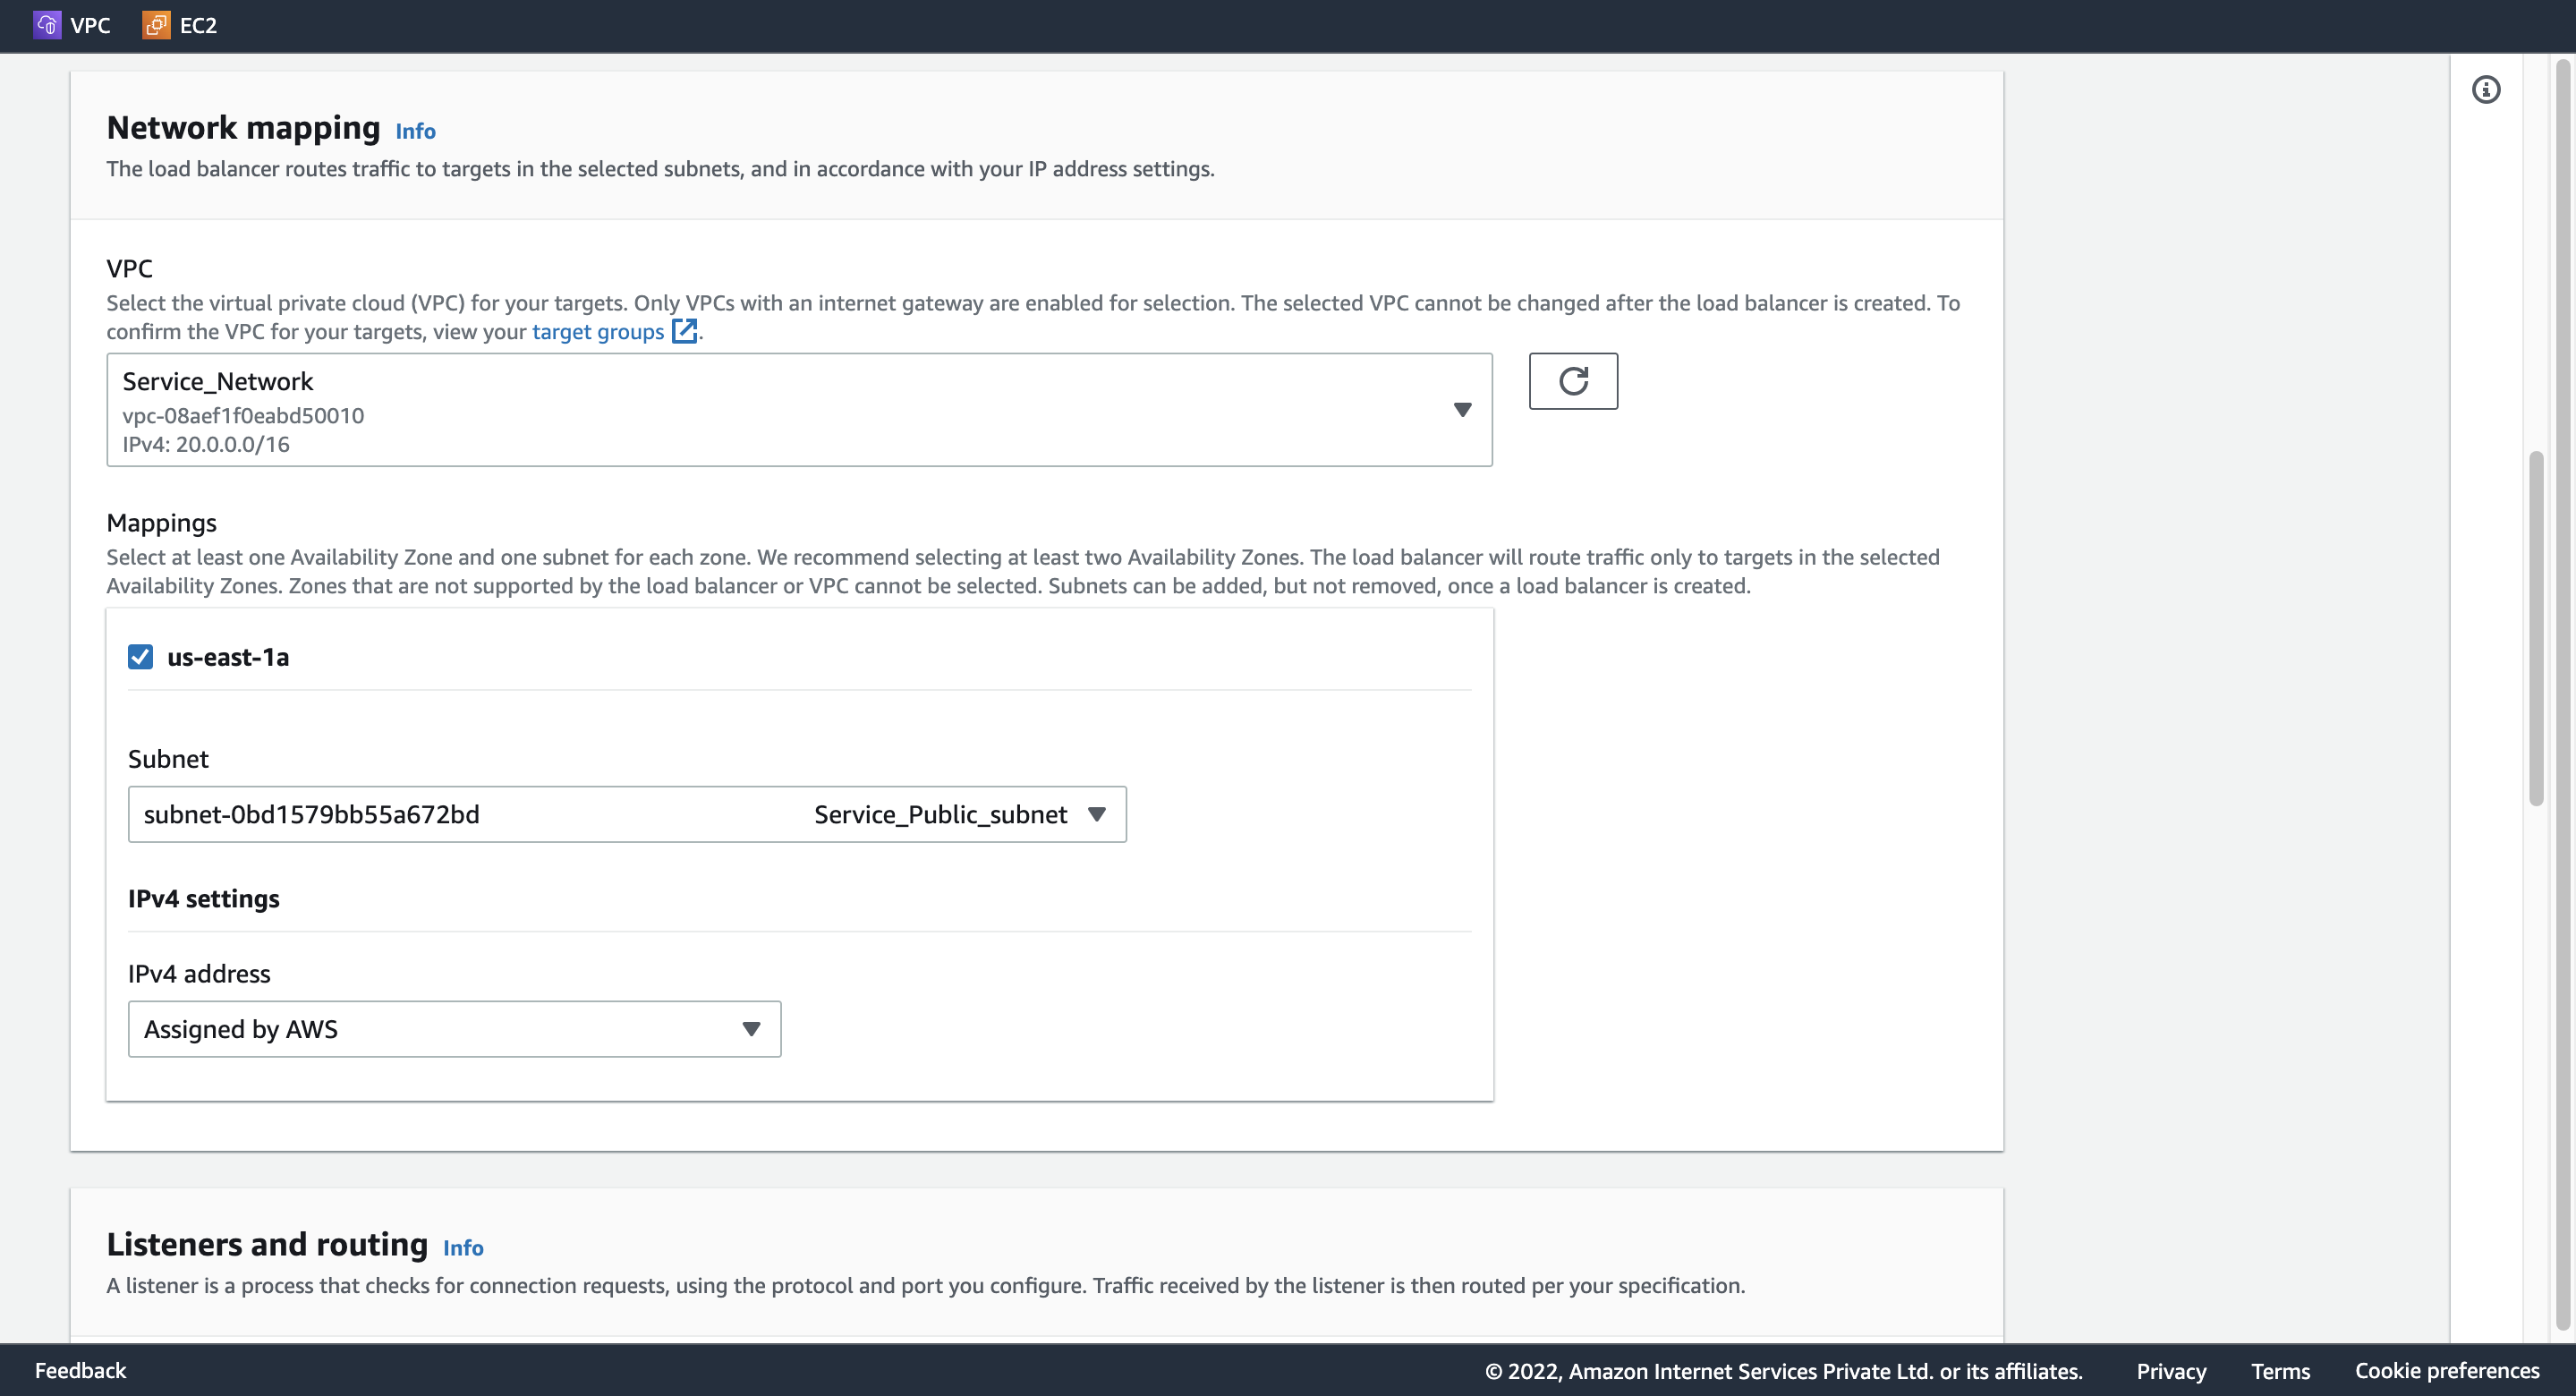 VPC EC2
Network mapping Info
The load balancer routes traffic to targets in the selected subnets, and in accordance with your IP address settings.
VPC
Select the virtual private cloud (VPC) for your targets. Only VPCs with an internet gateway are enabled for selection. The selected VPC cannot be changed after the load balancer is created. To
confirm the VPC for your targets, view your target groups.
Service_Network
vpc-08aef1f0eabd50010
IPv4: 20.0.0.0/16
Mappings
Select at least one Availability Zone and one subnet for each zone. We recommend selecting at least two Availability Zones. The load balancer will route traffic only to targets in the selected
Availability Zones. Zones that are not supported by the load balancer or VPC cannot be selected. Subnets can be added, but not removed, once a load balancer is created.
us-east-1a
Subnet
subnet-0bd1579bb55a672bd Service_Public_subnet
IPv4 settings
IPv4 address
Assigned by AWS
Listeners and routing Info
A listener is a process that checks for connection requests, using the protocol and port you configure. Traffic received by the listener is then routed per your specification.
Feedback © 2022, Amazon Internet Services Private Ltd. or its affiliates. Privacy Terms Cookie preferences